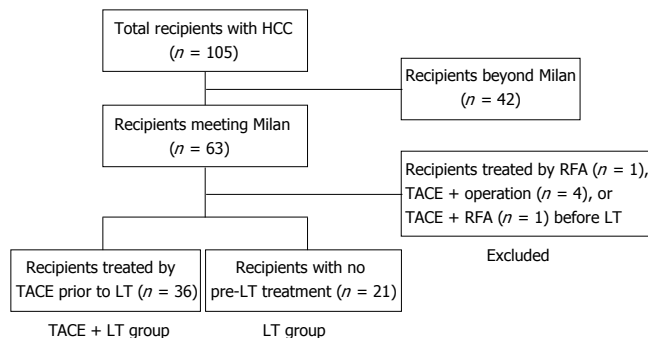 Total recipients with HCC
(n = 105)
Recipients beyond Milan
(n = 42)
Recipients meeting Milan
(n = 63)
Recipients treated by RFA (n = 1),
TACE + operation (n = 4), or
TACE + RFA (n = 1) before LT
Excluded
Recipients treated by
TACE prior to LT (n = 36)
Recipients with no
pre-LT treatment (n = 21)
TACE + LT group
LT group